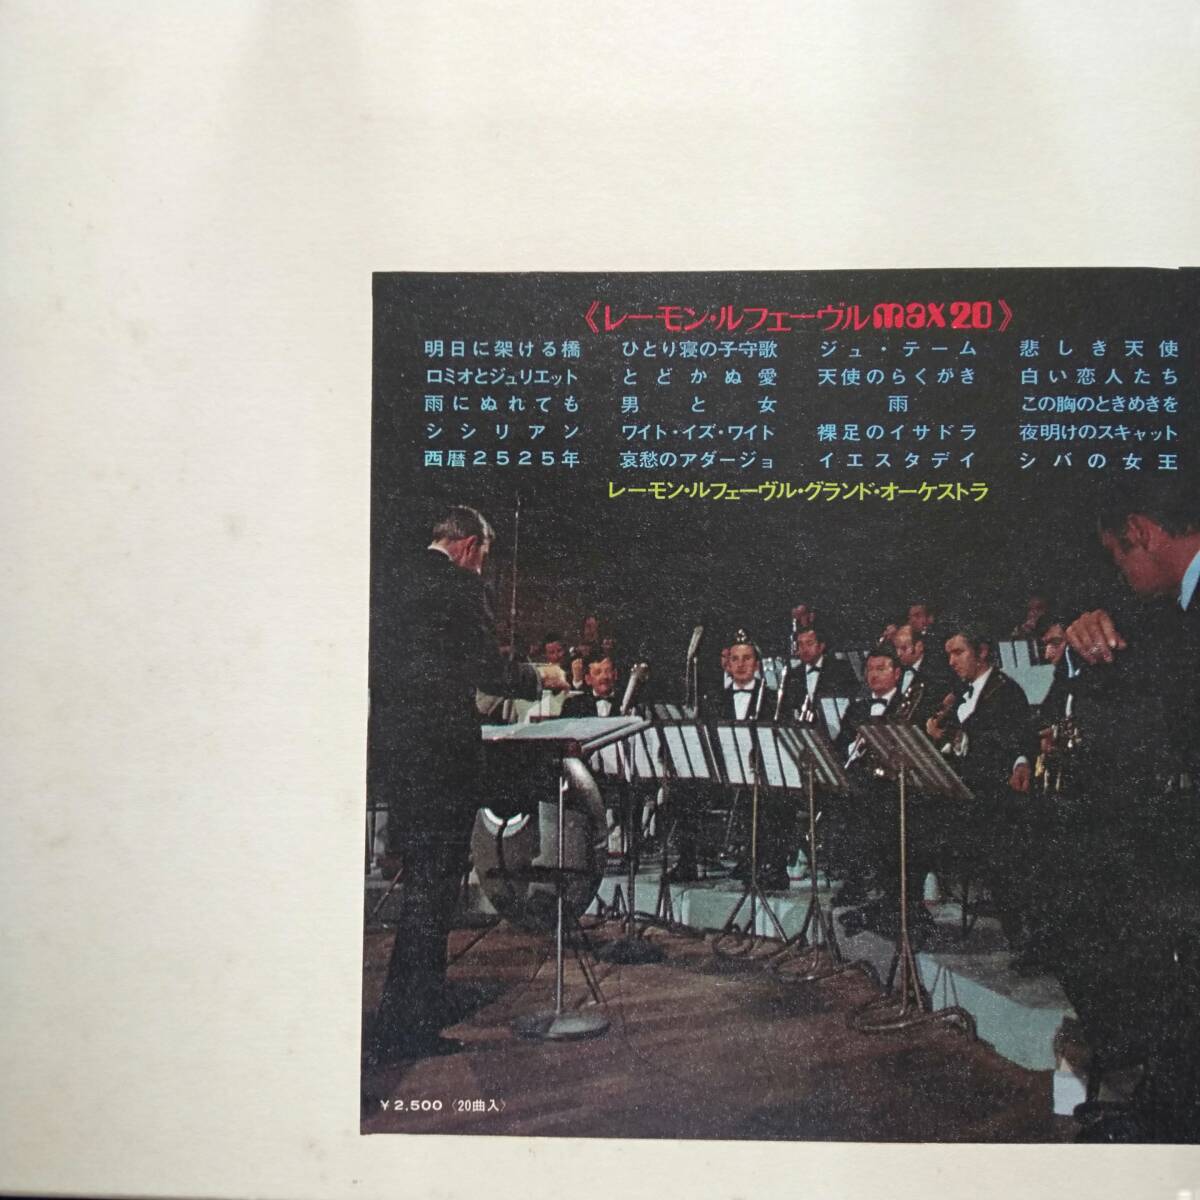 《レーモン・ルフェーヴルmax20》
明日に架ける橋
ロミオとジュリエット
雨にぬれても
シシリアン
西暦2525年
ひとり寝の子守歌
とどかぬ愛
男と女
ワイト・イズ・ワイト
哀愁のアダージョ
ジュ・テーム
天使のらくがき
雨
裸足のイサドラ
イエスタデイ
悲しき天使
白い恋人たち
この胸のときめきを
夜明けのスキャット
シバの女王
レーモン・ルフェーヴル・グランド・オーケストラ
¥2,500〈20曲入〉